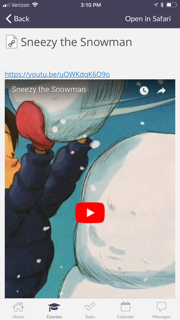 Verizon 3:10 PM
Back Open in Safari
Sneezy the Snowman
https://youtu.be/uOWKdqK6O9o
Sneezy the Snowman
Home Courses Tasks Calendar Messages